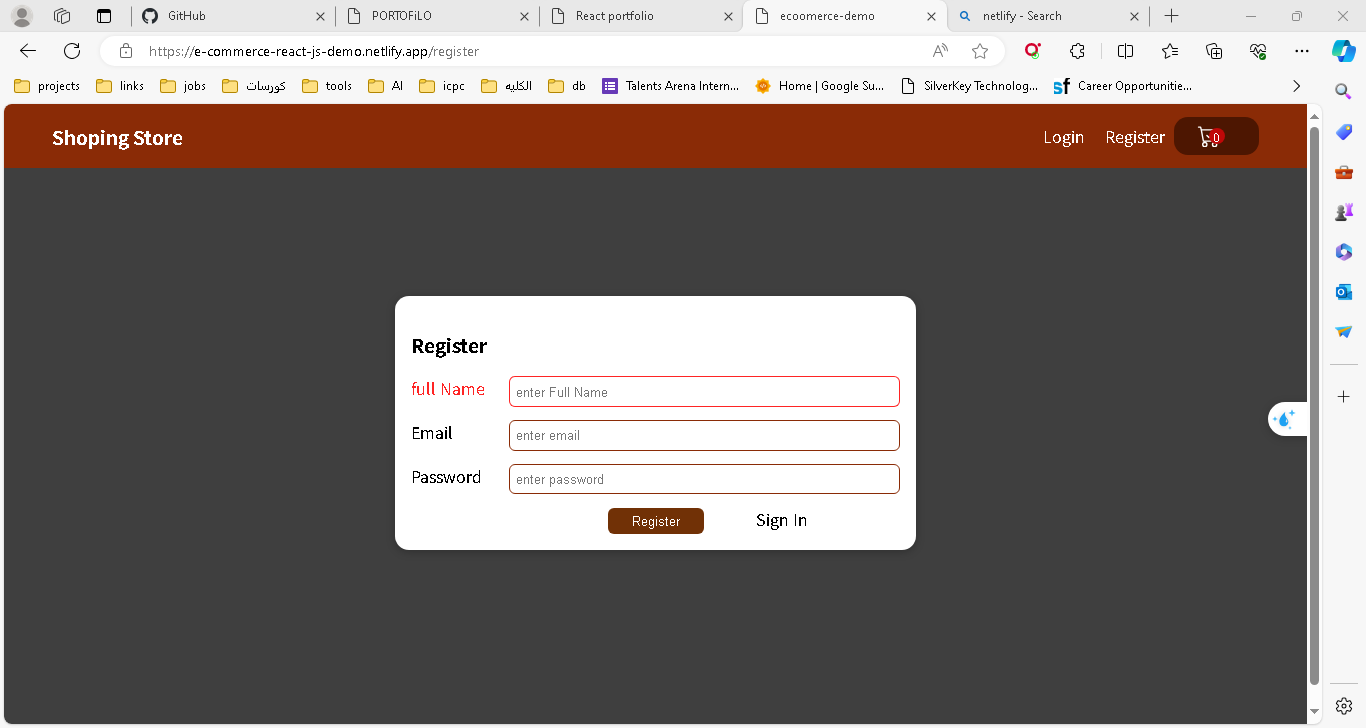 GitHub
PORTOFiLO
React portfolio
ecoomerce-demo
netlify - Search
https://e-commerce-react-js-demo.netlify.app/register
projects
links
jobs
كورسات
tools
AI
icpc
الكليه
db
Talents Arena Intern...
Home | Google Su...
SilverKey Technolog...
sf Career Opportunitie...
Shoping Store
Login
Register
0
Register
full Name
enter Full Name
Email
enter email
Password
enter password
Register
Sign In